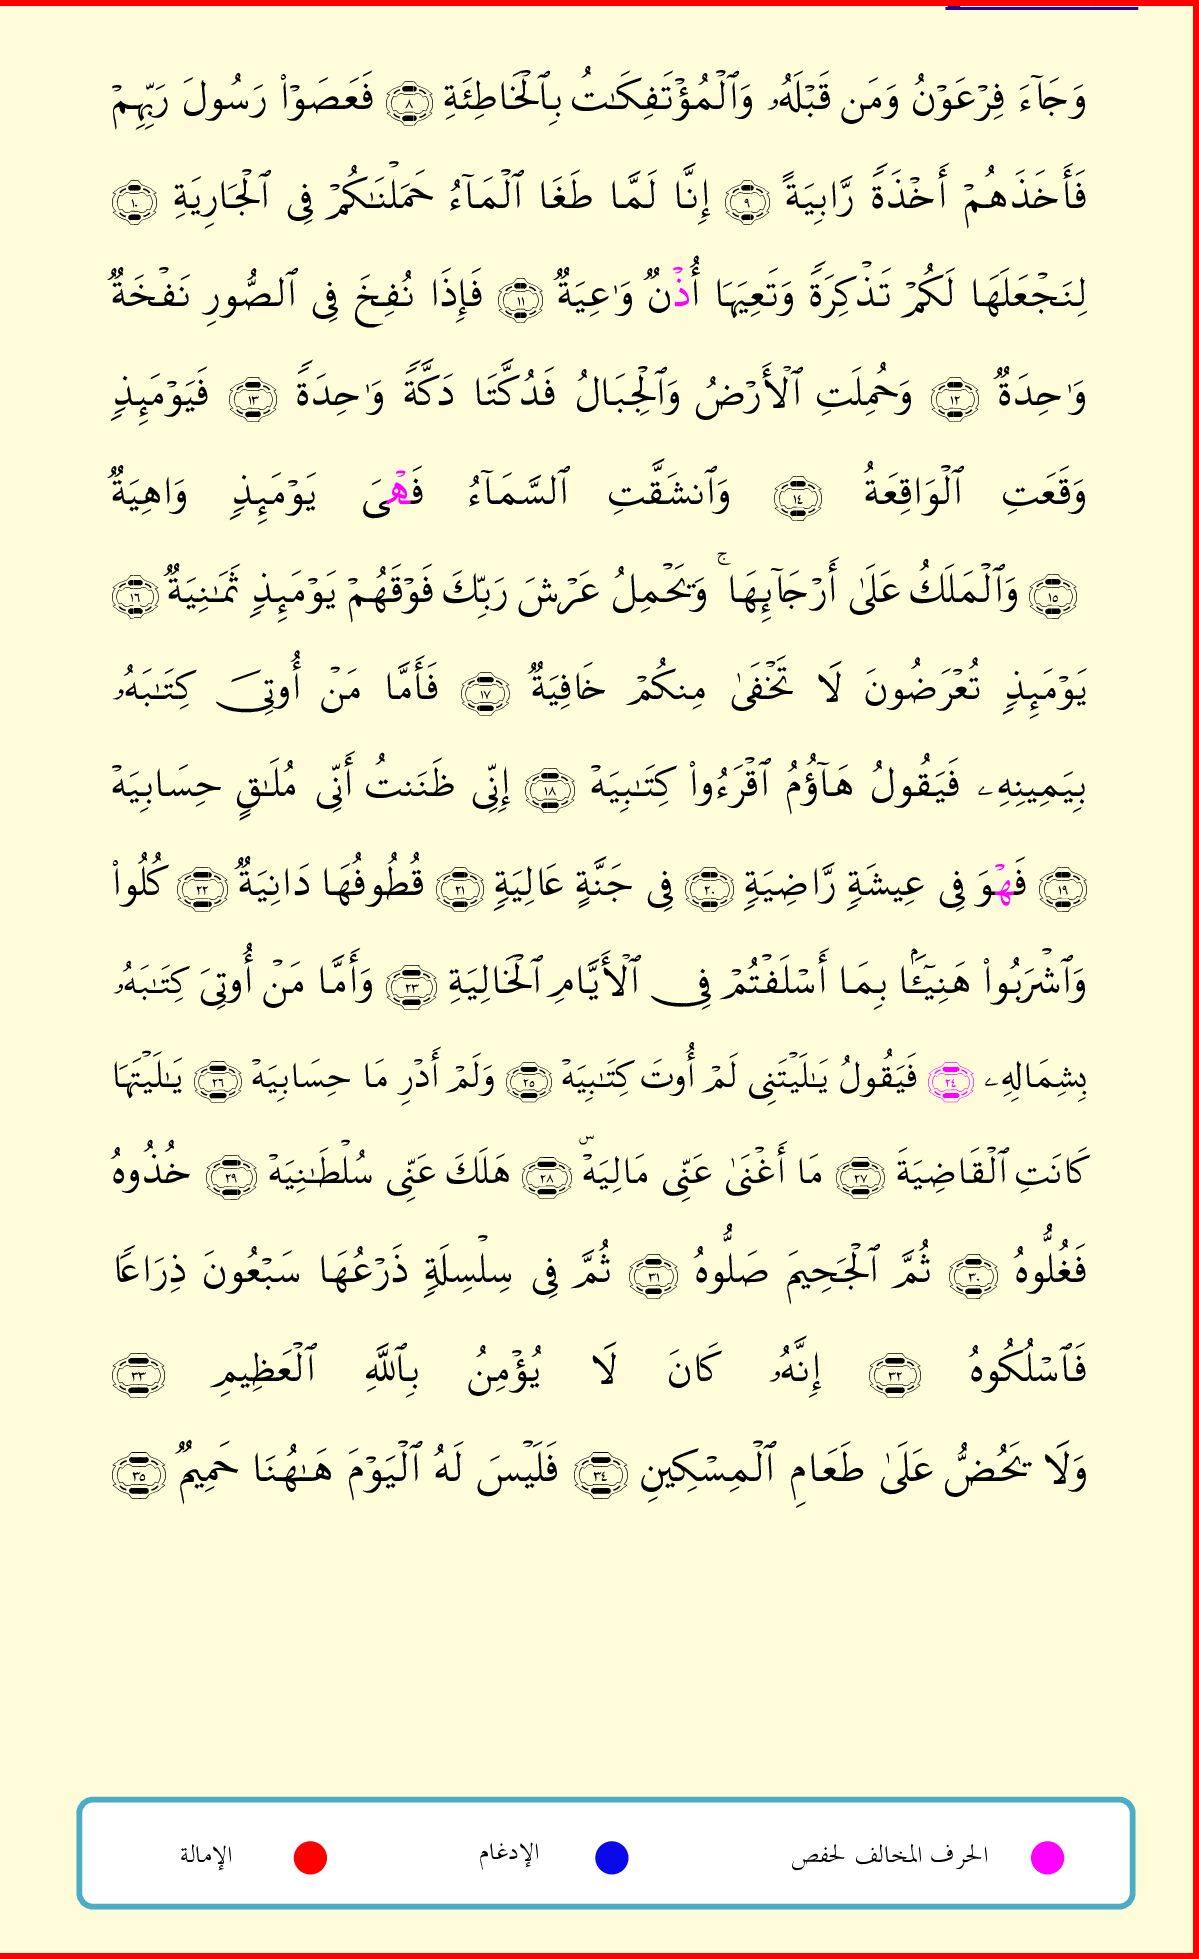 وَجَآءَ فِرْعَوْنُ وَمَن قَبْلَهُۥ وَٱلْمُؤْتَفِكَـٰتُ بِٱلْخَاطِئَةِ ٨ فَعَصَوْا۟ رَسُولَ رَبِّهِمْ
فَأَخَذَهُمْ أَخْذَةً رَّابِيَةً ٩ إِنَّا لَمَّا طَغَا ٱلْمَآءُ حَمَلْنَـٰكُمْ فِى ٱلْجَارِيَةِ ١٠
لِنَجْعَلَهَا لَكُمْ تَذْكِرَةً وَتَعِيَهَا أُذْنٌ وَٰعِيَةٌ ١١ فَإِذَا نُفِخَ فِى ٱلصُّورِ نَفْخَةٌ
وَٰحِدَةٌ ١٢ وَحُمِلَتِ ٱلْأَرْضُ وَٱلْجِبَالُ فَدُكَّتَا دَكَّةً وَٰحِدَةً ١٣ فَيَوْمَئِذٍ
وَقَعَتِ ٱلْوَاقِعَةُ ١٤ وَٱنشَقَّتِ ٱلسَّمَآءُ فَهْىَ يَوْمَئِذٍ وَاهِيَةٌ
١٥ وَٱلْمَلَكُ عَلَىٰٓ أَرْجَآئِهَا ۚ وَيَحْمِلُ عَرْشَ رَبِّكَ فَوْقَهُمْ يَوْمَئِذٍ ثَمَـٰنِيَةٌ ١٦
يَوْمَئِذٍ تُعْرَضُونَ لَا تَخْفَىٰ مِنكُمْ خَافِيَةٌ ١٧ فَأَمَّا مَنْ أُوتِىَ كِتَـٰبَهُۥ
بِيَمِينِهِۦ فَيَقُولُ هَآؤُمُ ٱقْرَءُوا۟ كِتَـٰبِيَهْ ١٨ إِنِّى ظَنَنتُ أَنِّى مُلَـٰقٍ حِسَابِيَهْ
١٩ فَهْوَ فِى عِيشَةٍ رَّاضِيَةٍ ٢٠ فِى جَنَّةٍ عَالِيَةٍ ٢١ قُطُوفُهَا دَانِيَةٌ ٢٢ كُلُوا۟
وَٱشْرَبُوا۟ هَنِيٓـًٔا بِمَا أَسْلَفْتُمْ فِى ٱلْأَيَّامِ ٱلْخَالِيَةِ ٢٣ وَأَمَّا مَنْ أُوتِىَ كِتَـٰبَهُۥ
بِشِمَالِهِۦ ٢٤ فَيَقُولُ يَـٰلَيْتَنِى لَمْ أُوتَ كِتَـٰبِيَهْ ٢٥ وَلَمْ أَدْرِ مَا حِسَابِيَهْ ٢٦ يَـٰلَيْتَهَا
كَانَتِ ٱلْقَاضِيَةَ ٢٧ مَا أَغْنَىٰ عَنِّى مَالِيَهْ ۜ ٢٨ هَلَكَ عَنِّى سُلْطَـٰنِيَهْ ٢٩ خُذُوهُ
فَغُلُّوهُ ٣٠ ثُمَّ ٱلْجَحِيمَ صَلُّوهُ ٣١ ثُمَّ فِى سِلْسِلَةٍ ذَرْعُهَا سَبْعُونَ ذِرَاعًا
فَٱسْلُكُوهُ ٣٢ إِنَّهُۥ كَانَ لَا يُؤْمِنُ بِٱللَّهِ ٱلْعَظِيمِ ٣٣
وَلَا يَحُضُّ عَلَىٰ طَعَامِ ٱلْمِسْكِينِ ٣٤ فَلَيْسَ لَهُ ٱلْيَوْمَ هَـٰهُنَا حَمِيمٌ ٣٥
الحرف المخالف لحفص الإدغام الإمالة